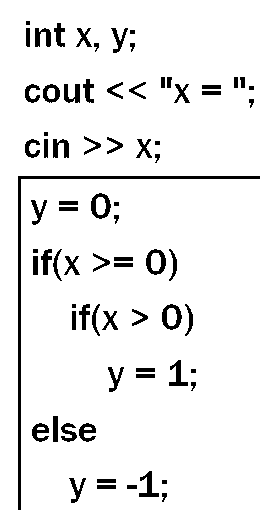 int x, y;
cout << "x = ";
cin >> x;
y = 0;
if(x >= 0)
if(x > 0)
y = 1;
else
y = -1;